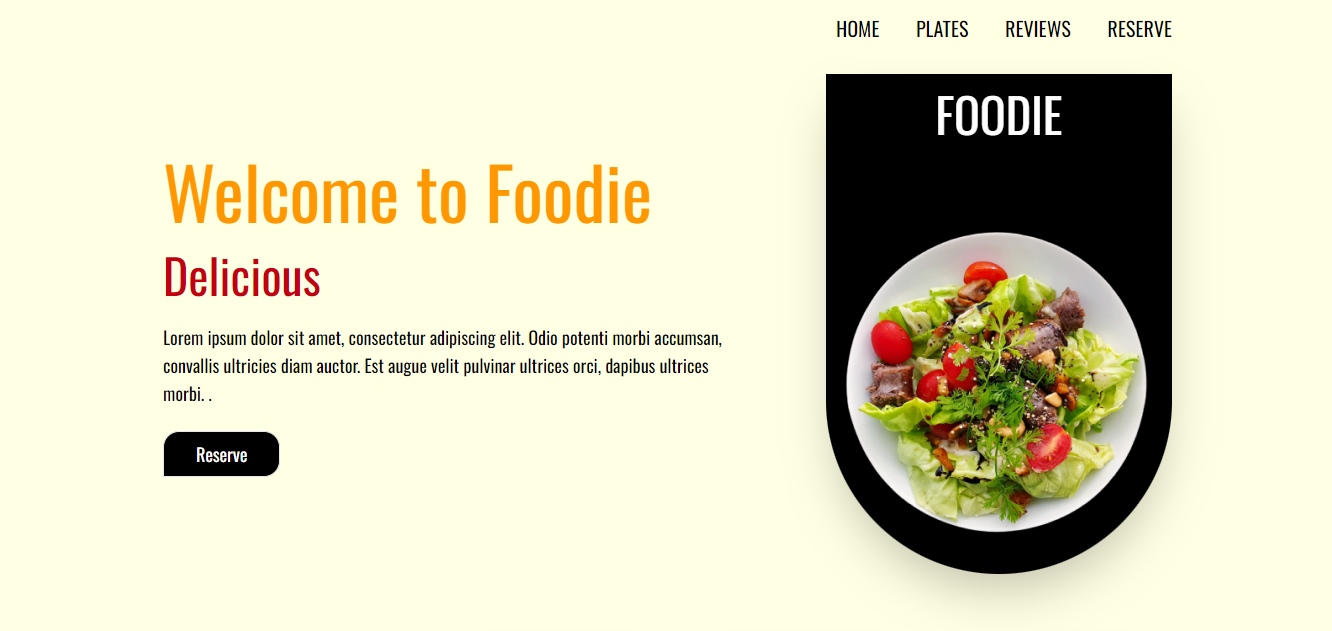 HOME PLATES REVIEWS RESERVE
FOODIE
Welcome to Foodie
Delicious
Lorem ipsum dolor sit amet, consectetur adipiscing elit. Odio potenti morbi accumsan,
convallis ultricies diam auctor. Est augue velit pulvinar ultrices orci, dapibus ultrices
morbi. .
Reserve